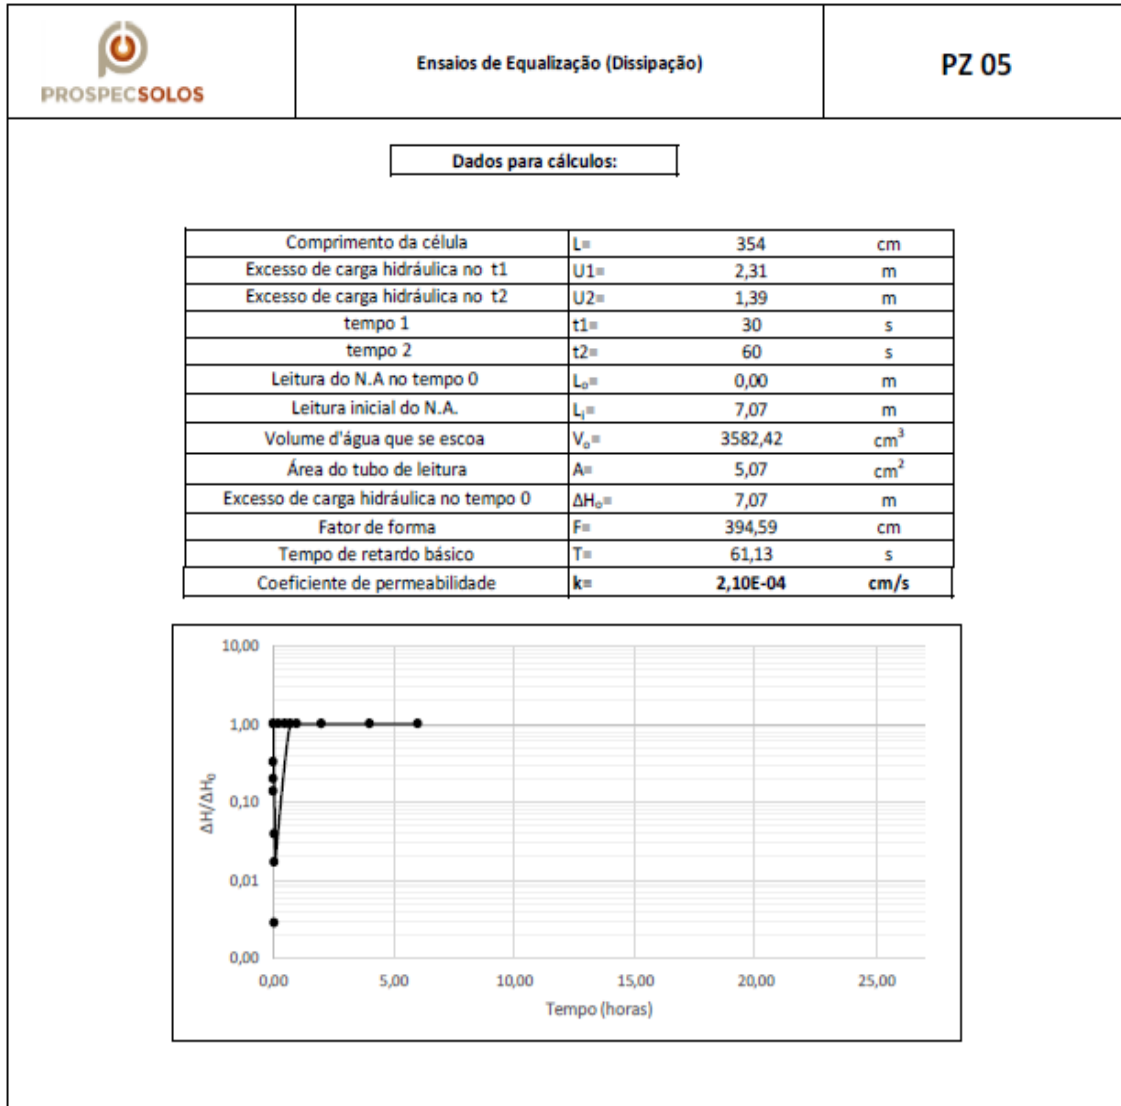 PROSPECSOLOS
Ensaios de Equalização (Dissipação)
PZ 05
Dados para cálculos:
Comprimento da célula L= 354 cm
Excesso de carga hidráulica no t1 U1= 2,31 m
Excesso de carga hidráulica no t2 U2= 1,39 m
tempo 1 t1= 30 s
tempo 2 t2= 60 s
Leitura do N.A no tempo 0 Lₒ= 0,00 m
Leitura inicial do N.A. Lᵢ= 7,07 m
Volume d'água que se escoa Vₒ= 3582,42 cm³
Área do tubo de leitura A= 5,07 cm²
Excesso de carga hidráulica no tempo 0 ΔHₒ= 7,07 m
Fator de forma F= 394,59 cm
Tempo de retardo básico T= 61,13 s
Coeficiente de permeabilidade k= 2,10E-04 cm/s
10,00
1,00
0,10
0,01
0,00
ΔH/ΔH₀
0,00 5,00 10,00 15,00 20,00 25,00
Tempo (horas)